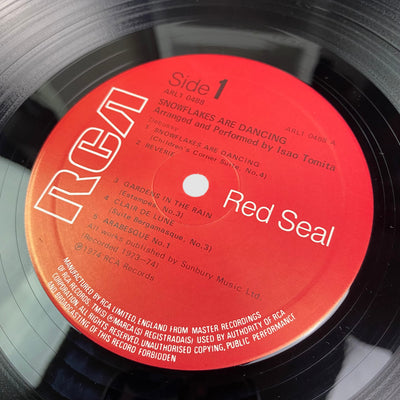 Side 1
ARL1 0488
ARL1 0488 A
SNOWFLAKES ARE DANCING
Arranged and Performed by Isao Tomita
Debussy
1 SNOWFLAKES ARE DANCING
(Children's Corner Suite, No.4)
2 REVERIE
3 GARDENS IN THE RAIN
(Estampes, No.3)
4 CLAIR DE LUNE
(Suite Bergamasque, No.3)
5 ARABESQUE No.1
All works published by Sunbury Music Ltd.
(Recorded 1973-74)
℗ 1974 RCA Records
RCA
Red Seal
MANUFACTURED BY RCA LIMITED, ENGLAND FROM MASTER RECORDINGS
OF RCA RECORDS. TMK(S) ® MARCA(S) REGISTRADA(S) USED BY AUTHORITY OF RCA
CORPORATION. ALL RIGHTS RESERVED, UNAUTHORISED COPYING, PUBLIC PERFORMANCE
AND BROADCASTING OF THIS RECORD FORBIDDEN